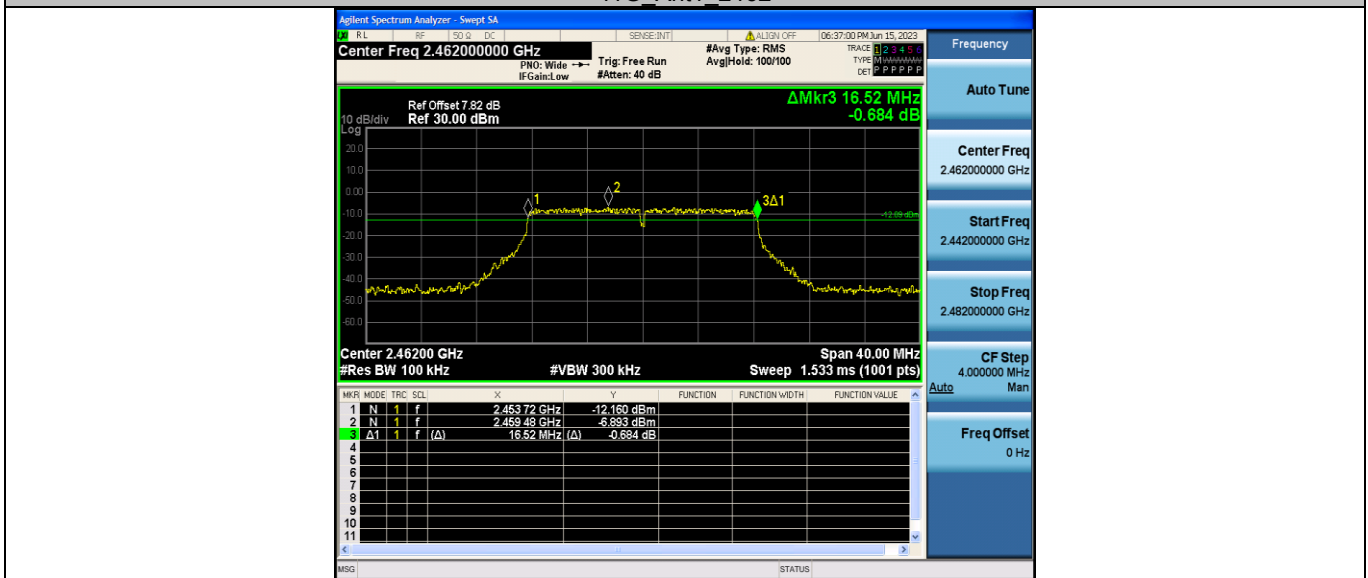 Agilent Spectrum Analyzer - Swept SA
RL RF 50 Ω DC SENSE:INT ALIGN OFF 06:37:00 PM Jun 15, 2023
Center Freq 2.462000000 GHz
PNO: Wide
IFGain:Low
Trig: Free Run
#Atten: 40 dB
#Avg Type: RMS
Avg|Hold: 100/100
TRACE 1 2 3 4 5 6
TYPE M
DET P P P P P P
Frequency
Auto Tune
Center Freq
2.462000000 GHz
Start Freq
2.442000000 GHz
Stop Freq
2.482000000 GHz
CF Step
4.000000 MHz
Auto Man
Freq Offset
0 Hz
ΔMkr3 16.52 MHz
-0.684 dB
Ref Offset 7.82 dB
10 dB/div Ref 30.00 dBm
Log
20.0
10.0
0.00
-10.0
-20.0
-30.0
-40.0
-50.0
-60.0
1
2
3Δ1
Center 2.46200 GHz Span 40.00 MHz
#Res BW 100 kHz #VBW 300 kHz Sweep 1.533 ms (1001 pts)
MKR MODE TRC SCL X Y FUNCTION FUNCTION WIDTH FUNCTION VALUE
1 N 1 f 2.453 72 GHz -12.160 dBm
2 N 1 f 2.459 48 GHz -6.893 dBm
3 Δ1 1 f (Δ) 16.52 MHz (Δ) -0.684 dB
4
5
6
7
8
9
10
11
MSG STATUS